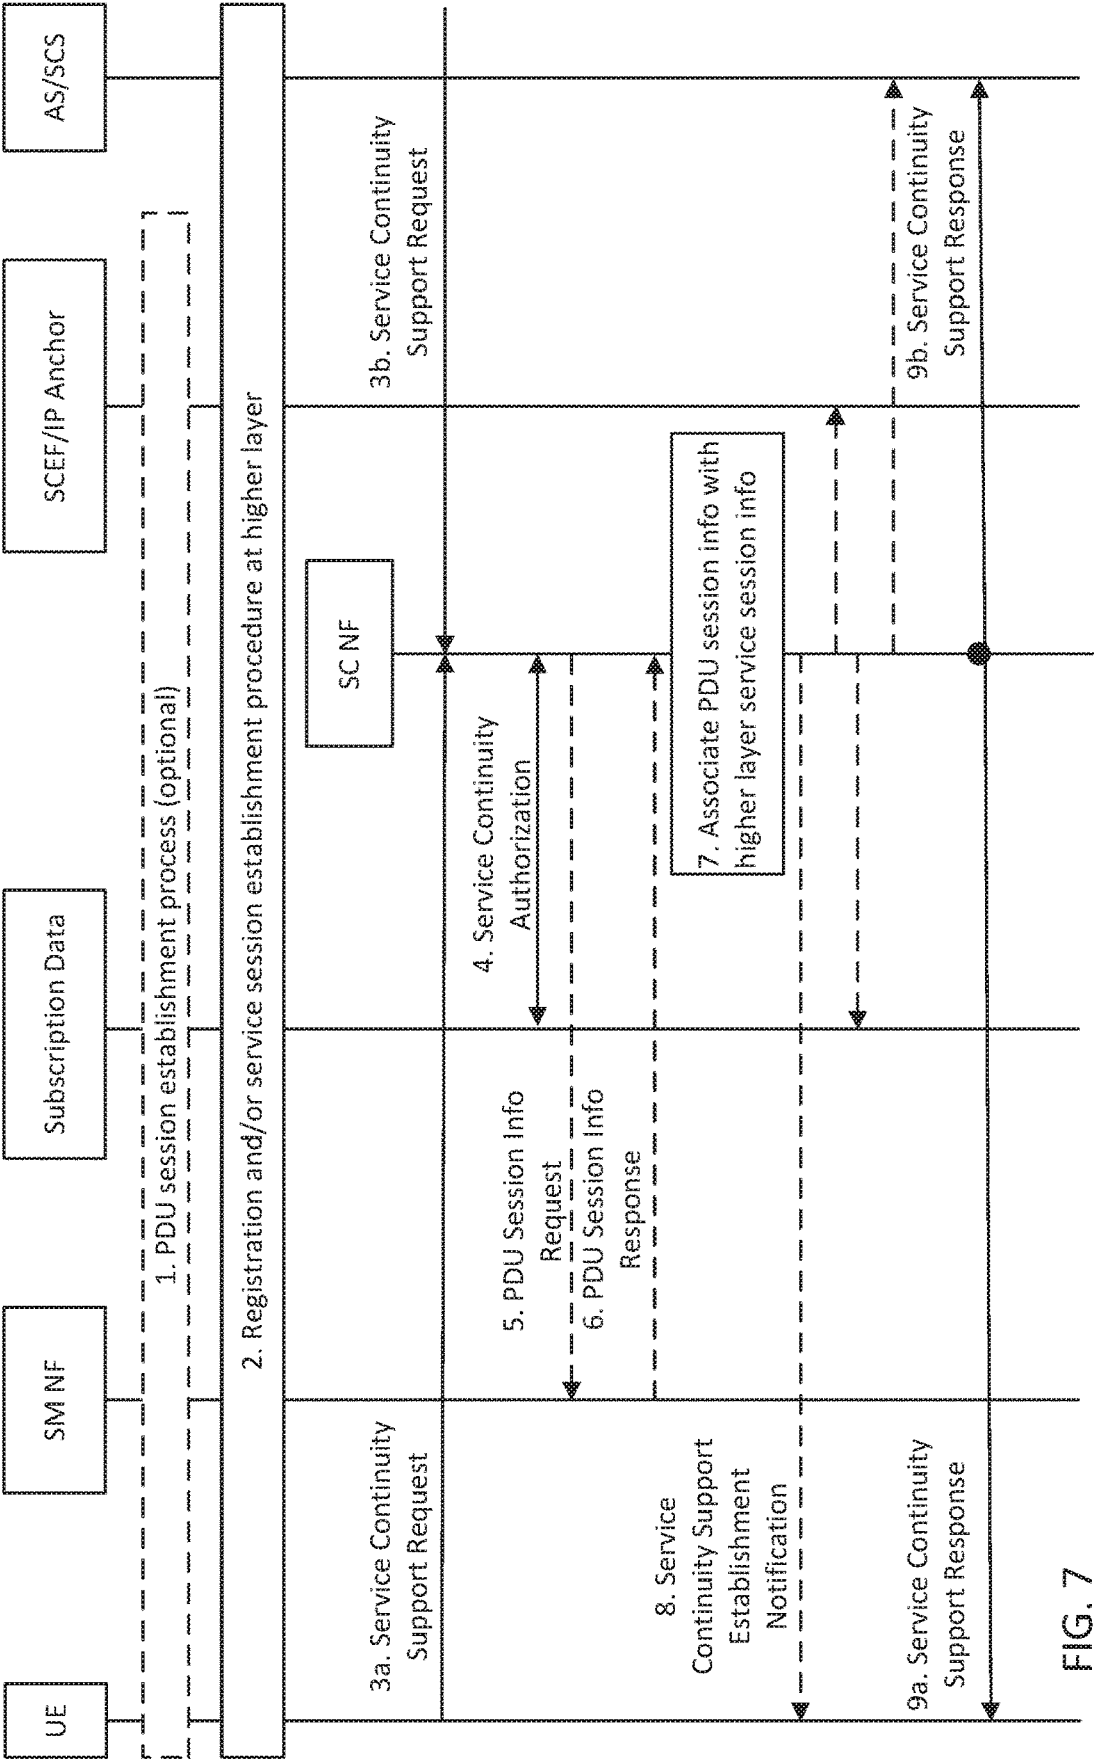 UE
SM NF
Subscription Data
SCEF/IP Anchor
AS/SCS
1. PDU session establishment process (optional)
2. Registration and/or service session establishment procedure at higher layer
SC NF
3a. Service Continuity
Support Request
3b. Service Continuity
Support Request
4. Service Continuity
Authorization
5. PDU Session Info
Request
6. PDU Session Info
Response
7. Associate PDU session info with
higher layer service session info
8. Service
Continuity Support
Establishment
Notification
9a. Service Continuity
Support Response
9b. Service Continuity
Support Response
FIG. 7